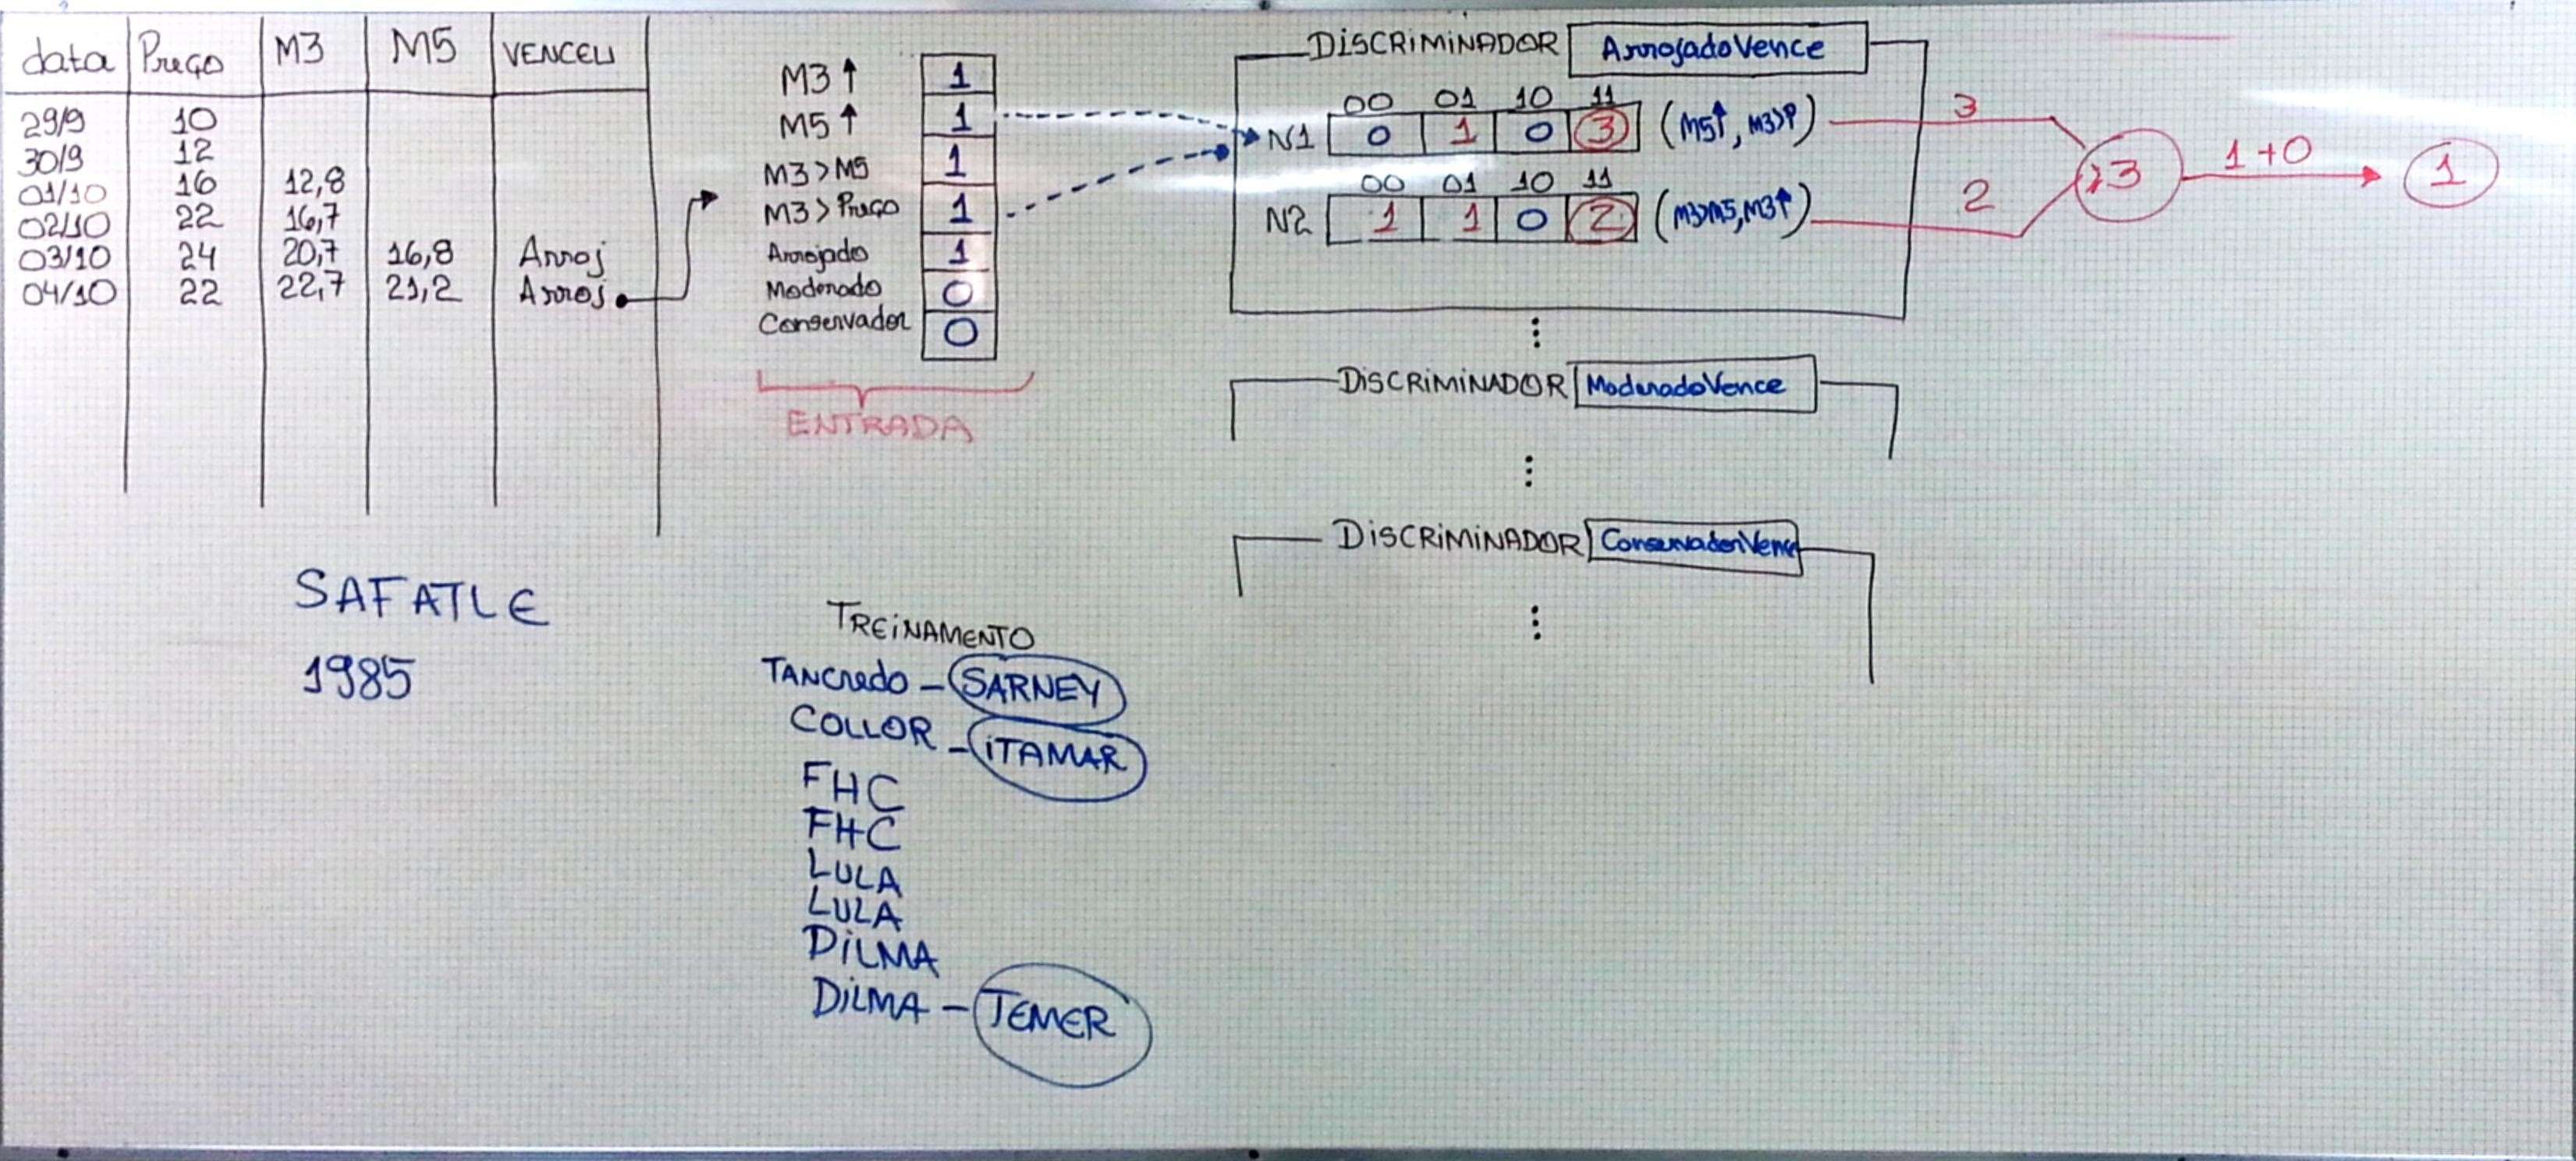 data Preço M3 M5 VENCEU
29/9 10
30/9 12
01/10 16 12,8
02/10 22 16,7
03/10 24 20,7 16,8 Arroj
04/10 22 22,7 21,2 Arroj
M3↑ 1
M5↑ 1
M3>M5 1
M3>Preço 1
Arrojado 1
Moderado 0
Conservador 0
ENTRADA
DISCRIMINADOR ArrojadoVence
00 01 10 11
N1 0 1 0 3 (M5↑, M3>P) 3
00 01 10 11
N2 1 1 0 2 (M3>M5, M3↑) 2
≥3 1+0 1
DISCRIMINADOR ModeradoVence
DISCRIMINADOR ConservadorVence
SAFATLE
1985
TREINAMENTO
TANCredo - SARNEY
COLLOR - iTAMAR
FHC
FHC
LULA
LULA
DiLMA
DiLMA - TEMER